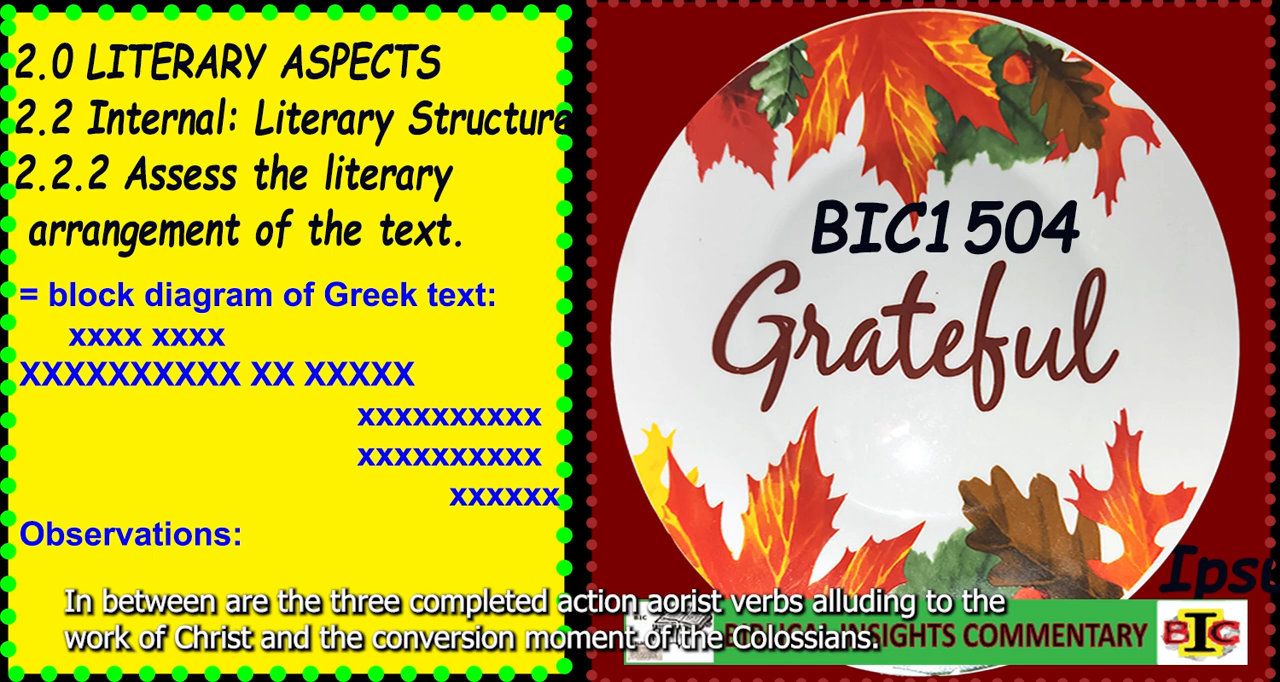 2.0 LITERARY ASPECTS
2.2 Internal: Literary Structure
2.2.2 Assess the literary
arrangement of the text.
= block diagram of Greek text:
xxxx xxxx
XXXXXXXXXX XX XXXXX
xxxxxxxxxx
xxxxxxxxxx
xxxxxx
Observations:
BIC1504
Grateful
In between are the three completed action aorist verbs alluding to the
work of Christ and the conversion moment of the Colossians.
INSIGHTS COMMENTARY
BIC